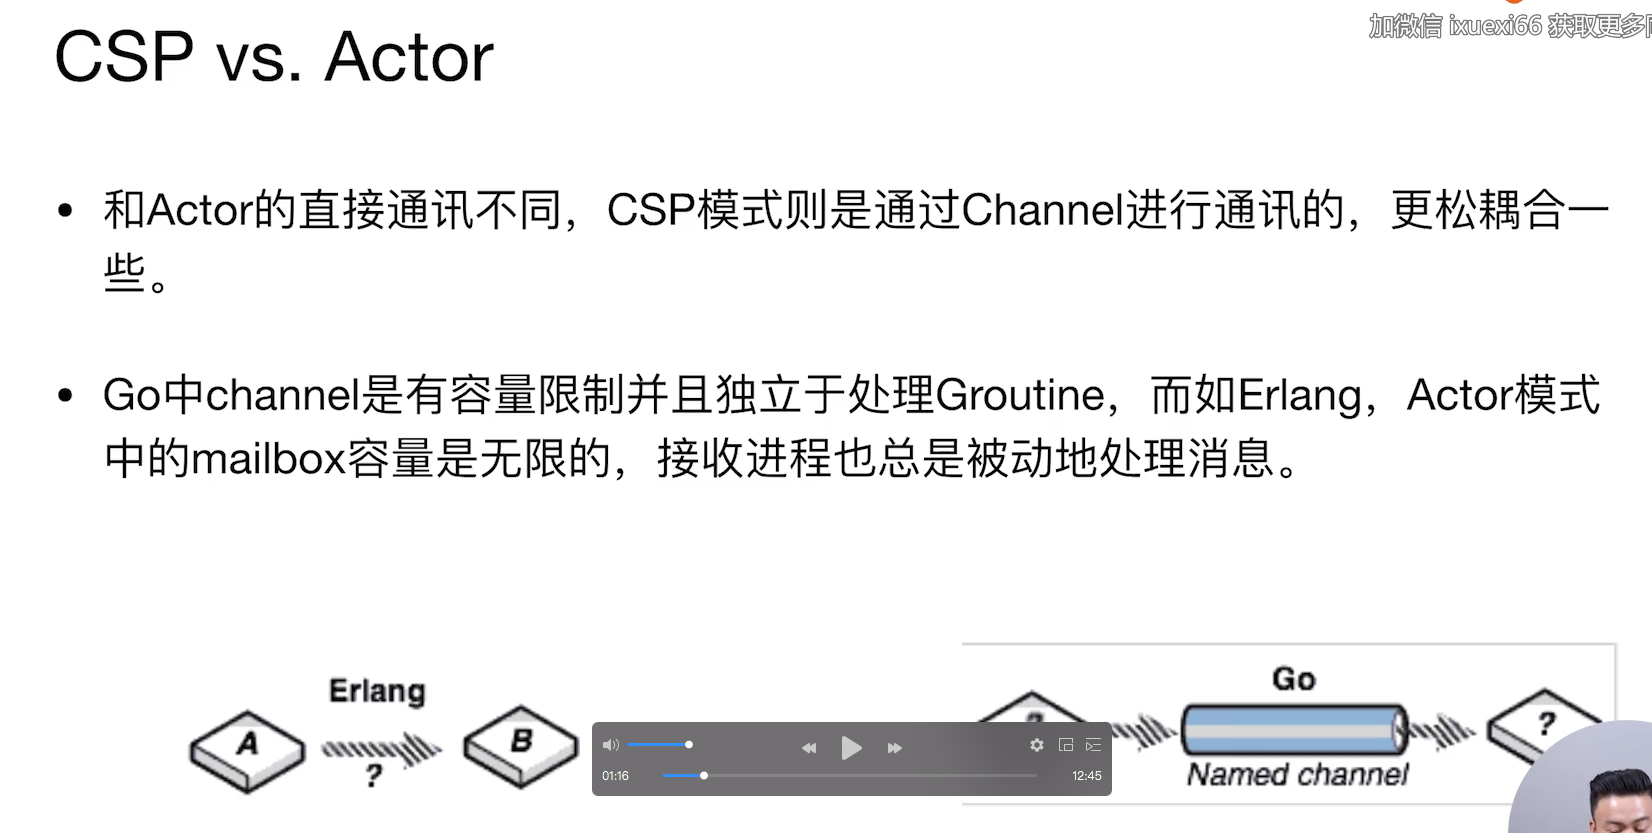 加微信 ixuexi66 获取更多
CSP vs. Actor
• 和Actor的直接通讯不同，CSP模式则是通过Channel进行通讯的，更松耦合一
些。
• Go中channel是有容量限制并且独立于处理Groutine，而如Erlang，Actor模式
中的mailbox容量是无限的，接收进程也总是被动地处理消息。
Erlang
A
B
?
Go
?
?
Named channel
01:16
12:45